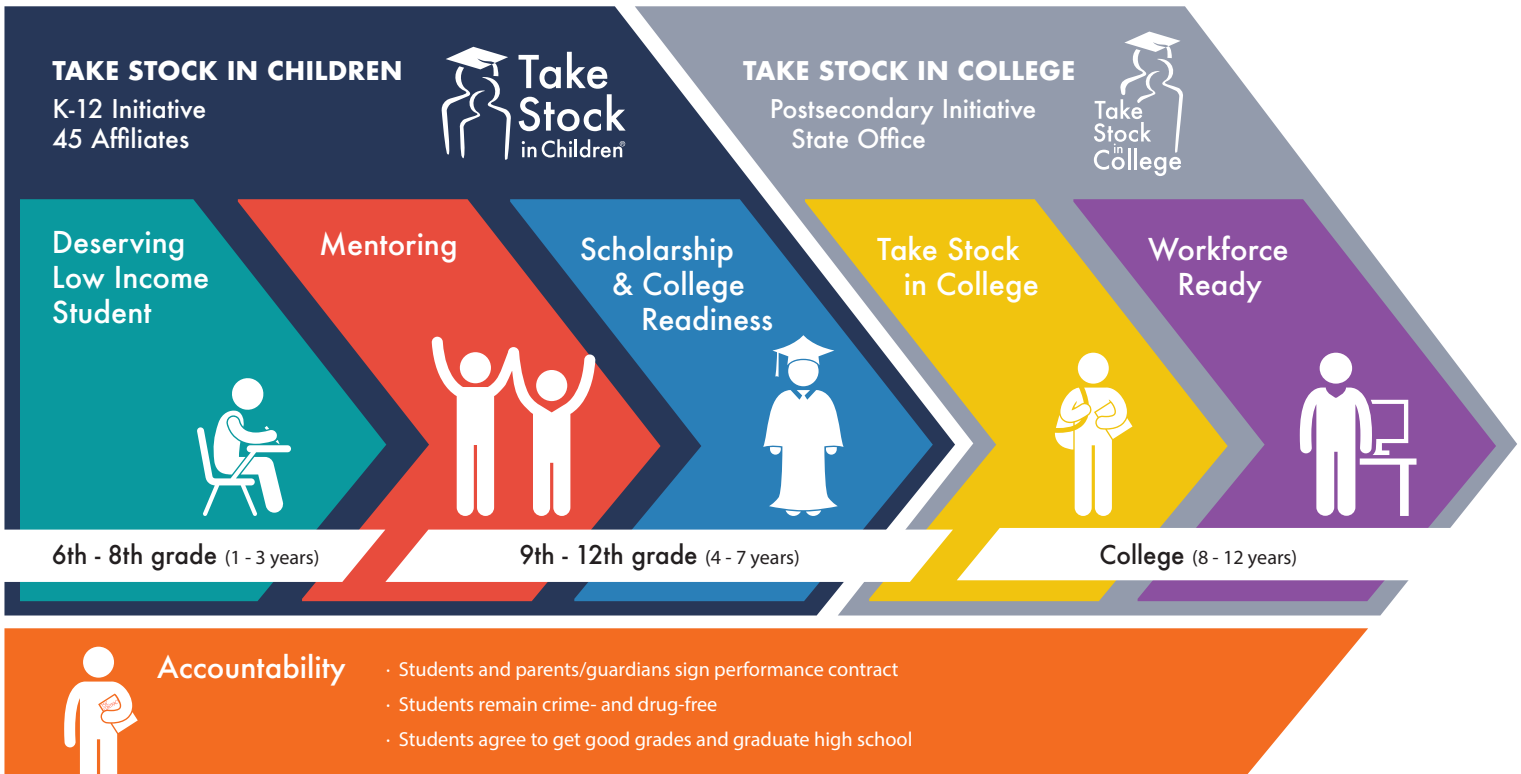 TAKE STOCK IN CHILDREN
K-12 Initiative
45 Affiliates
Take
Stock
in Children®
TAKE STOCK IN COLLEGE
Postsecondary Initiative
State Office
Take
Stock
in
College
Deserving
Low Income
Student
Mentoring
Scholarship
& College
Readiness
Take Stock
in College
Workforce
Ready
6th - 8th grade (1 - 3 years)
9th - 12th grade (4 - 7 years)
College (8 - 12 years)
Accountability
· Students and parents/guardians sign performance contract
· Students remain crime- and drug-free
· Students agree to get good grades and graduate high school